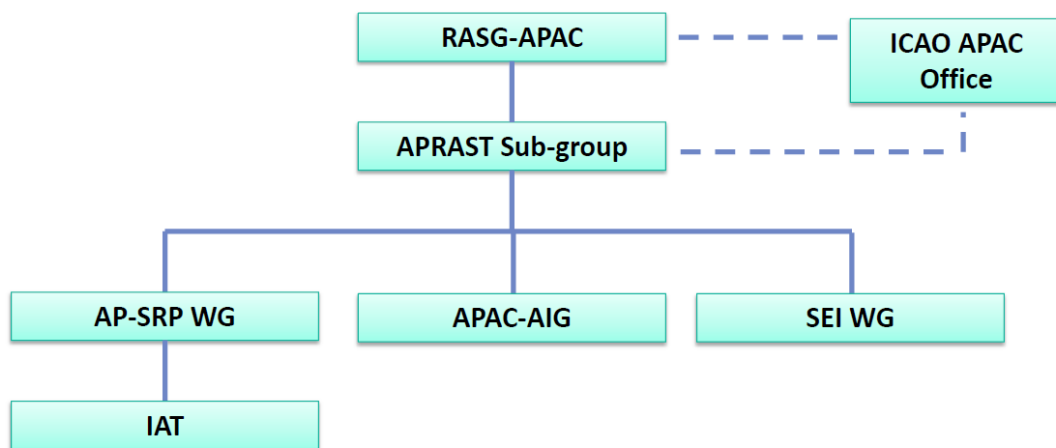 RASG-APAC
ICAO APAC
Office
APRAST Sub-group
AP-SRP WG
APAC-AIG
SEI WG
IAT